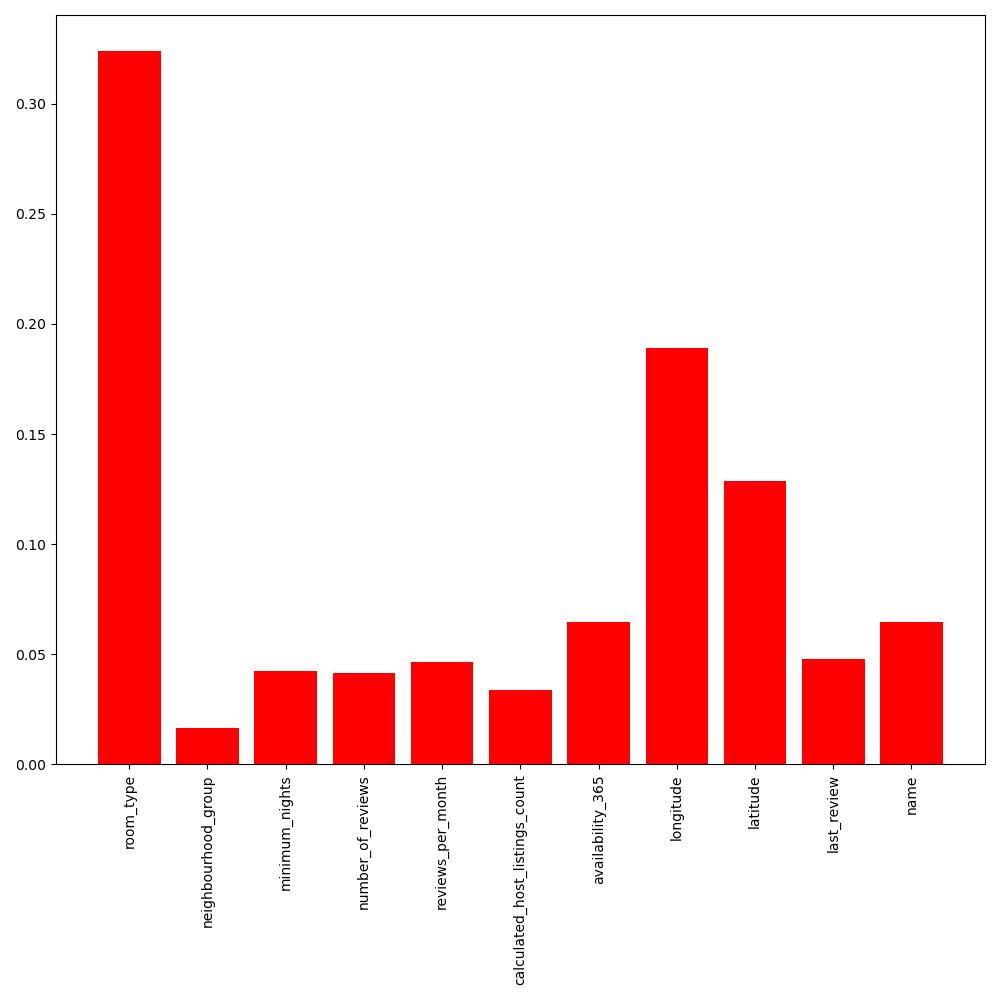 0.30
0.25
0.20
0.15
0.10
0.05
0.00
room_type
neighbourhood_group
minimum_nights
number_of_reviews
reviews_per_month
calculated_host_listings_count
availability_365
longitude
latitude
last_review
name